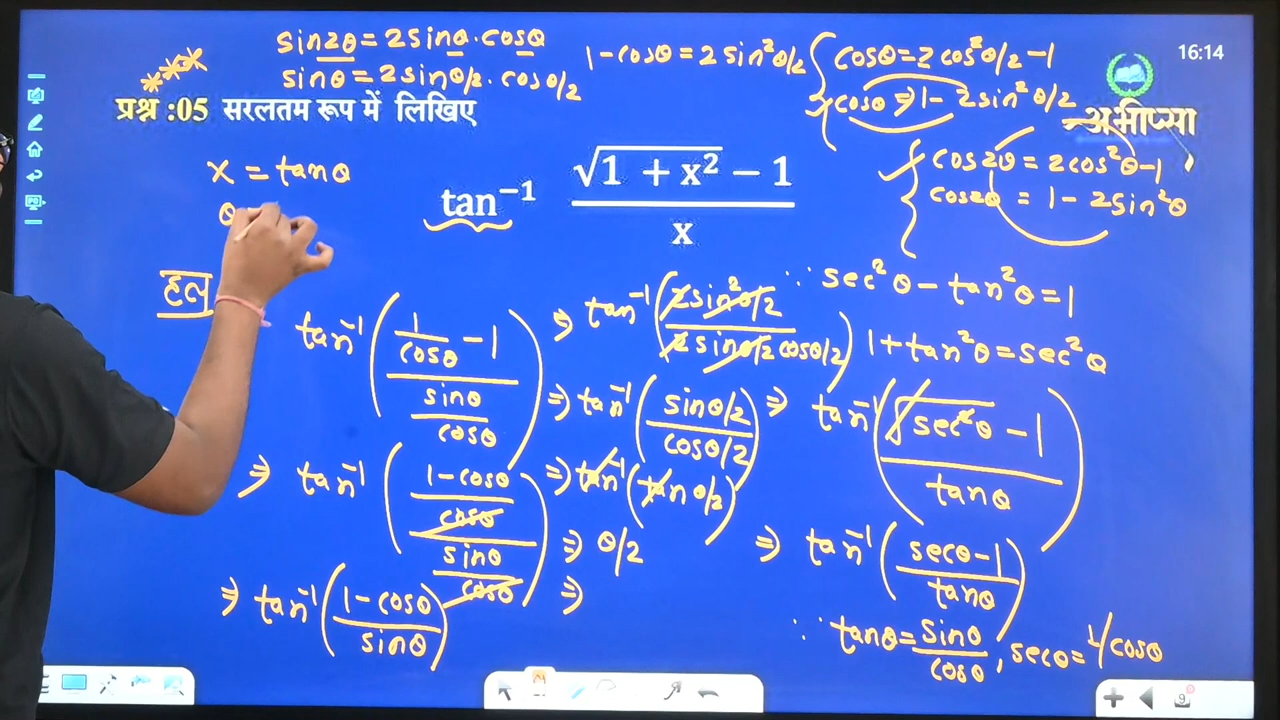 sin2θ = 2sinθ.cosθ
sinθ = 2sinθ/2. cosθ/2
1-cosθ = 2sin²θ/2
cosθ = 2cos²θ/2 -1
cosθ ⇒ 1- 2sin²θ/2
16:14
अभीप्सा
प्रश्न :05 सरलतम रूप में लिखिए
cos2θ = 2cos²θ-1
cos2θ = 1- 2sin²θ
x = tanθ
θ
tan⁻¹ (√(1 + x²) − 1)/x
हल
∵ sec²θ - tan²θ = 1
1+tan²θ = sec²θ
⇒ tan⁻¹((√sec²θ -1)/tanθ)
⇒ tan⁻¹((secθ-1)/tanθ)
∵ tanθ = sinθ/cosθ, secθ = 1/cosθ
tan⁻¹((1/cosθ -1)/(sinθ/cosθ))
⇒ tan⁻¹(((1-cosθ)/cosθ)/(sinθ/cosθ))
⇒ tan⁻¹((1-cosθ)/sinθ)
⇒ tan⁻¹((2sin²θ/2)/(2sinθ/2 cosθ/2))
⇒ tan⁻¹((sinθ/2)/(cosθ/2))
⇒ tan⁻¹(tanθ/2)
⇒ θ/2
⇒
9